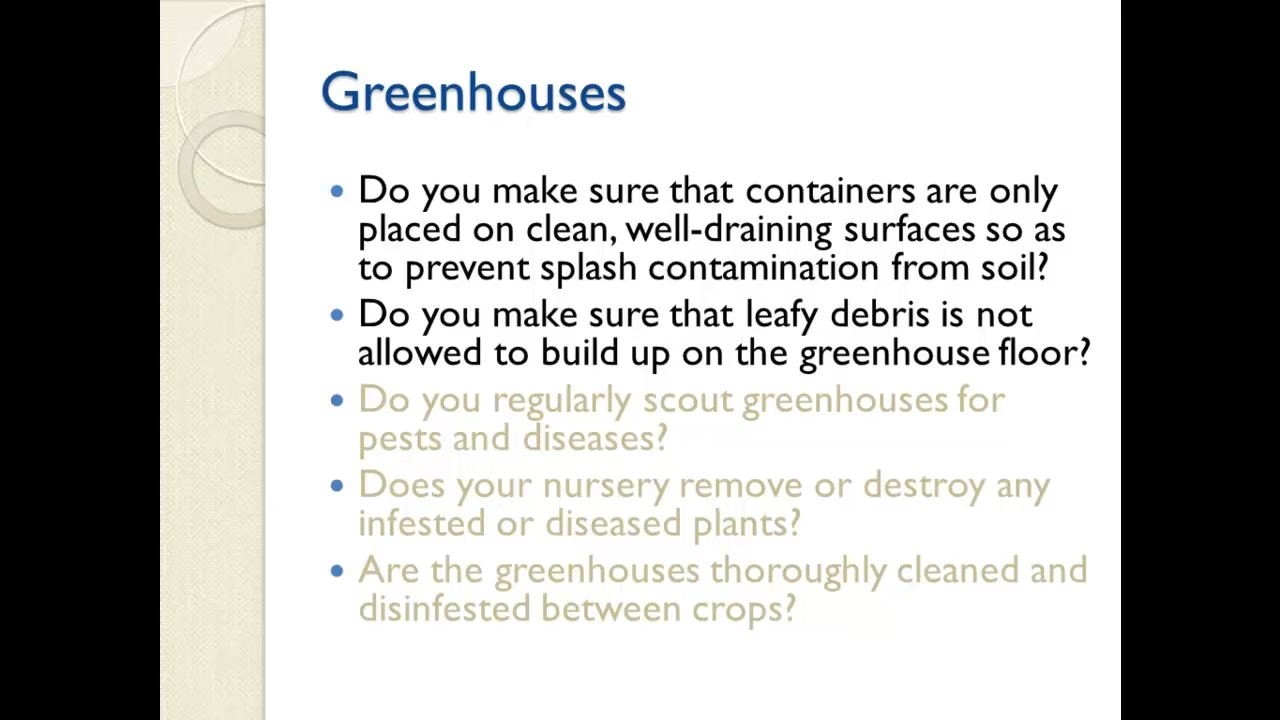 Greenhouses
Do you make sure that containers are only
placed on clean, well-draining surfaces so as
to prevent splash contamination from soil?
Do you make sure that leafy debris is not
allowed to build up on the greenhouse floor?
Do you regularly scout greenhouses for
pests and diseases?
Does your nursery remove or destroy any
infested or diseased plants?
Are the greenhouses thoroughly cleaned and
disinfested between crops?